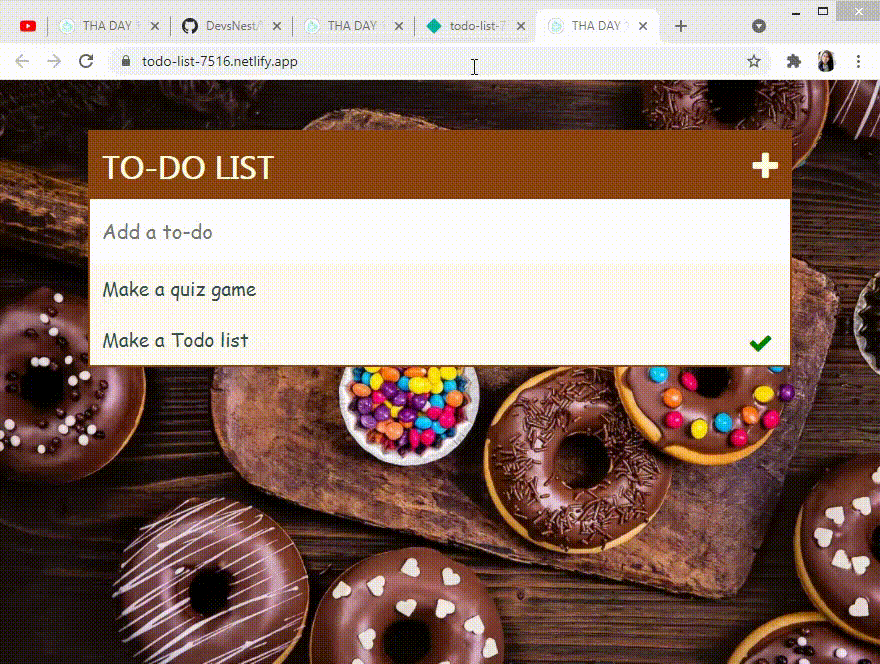 THA DAY
DevsNest/
THA DAY
todo-list-7
THA DAY
todo-list-7516.netlify.app
TO-DO LIST
Add a to-do
Make a quiz game
Make a Todo list